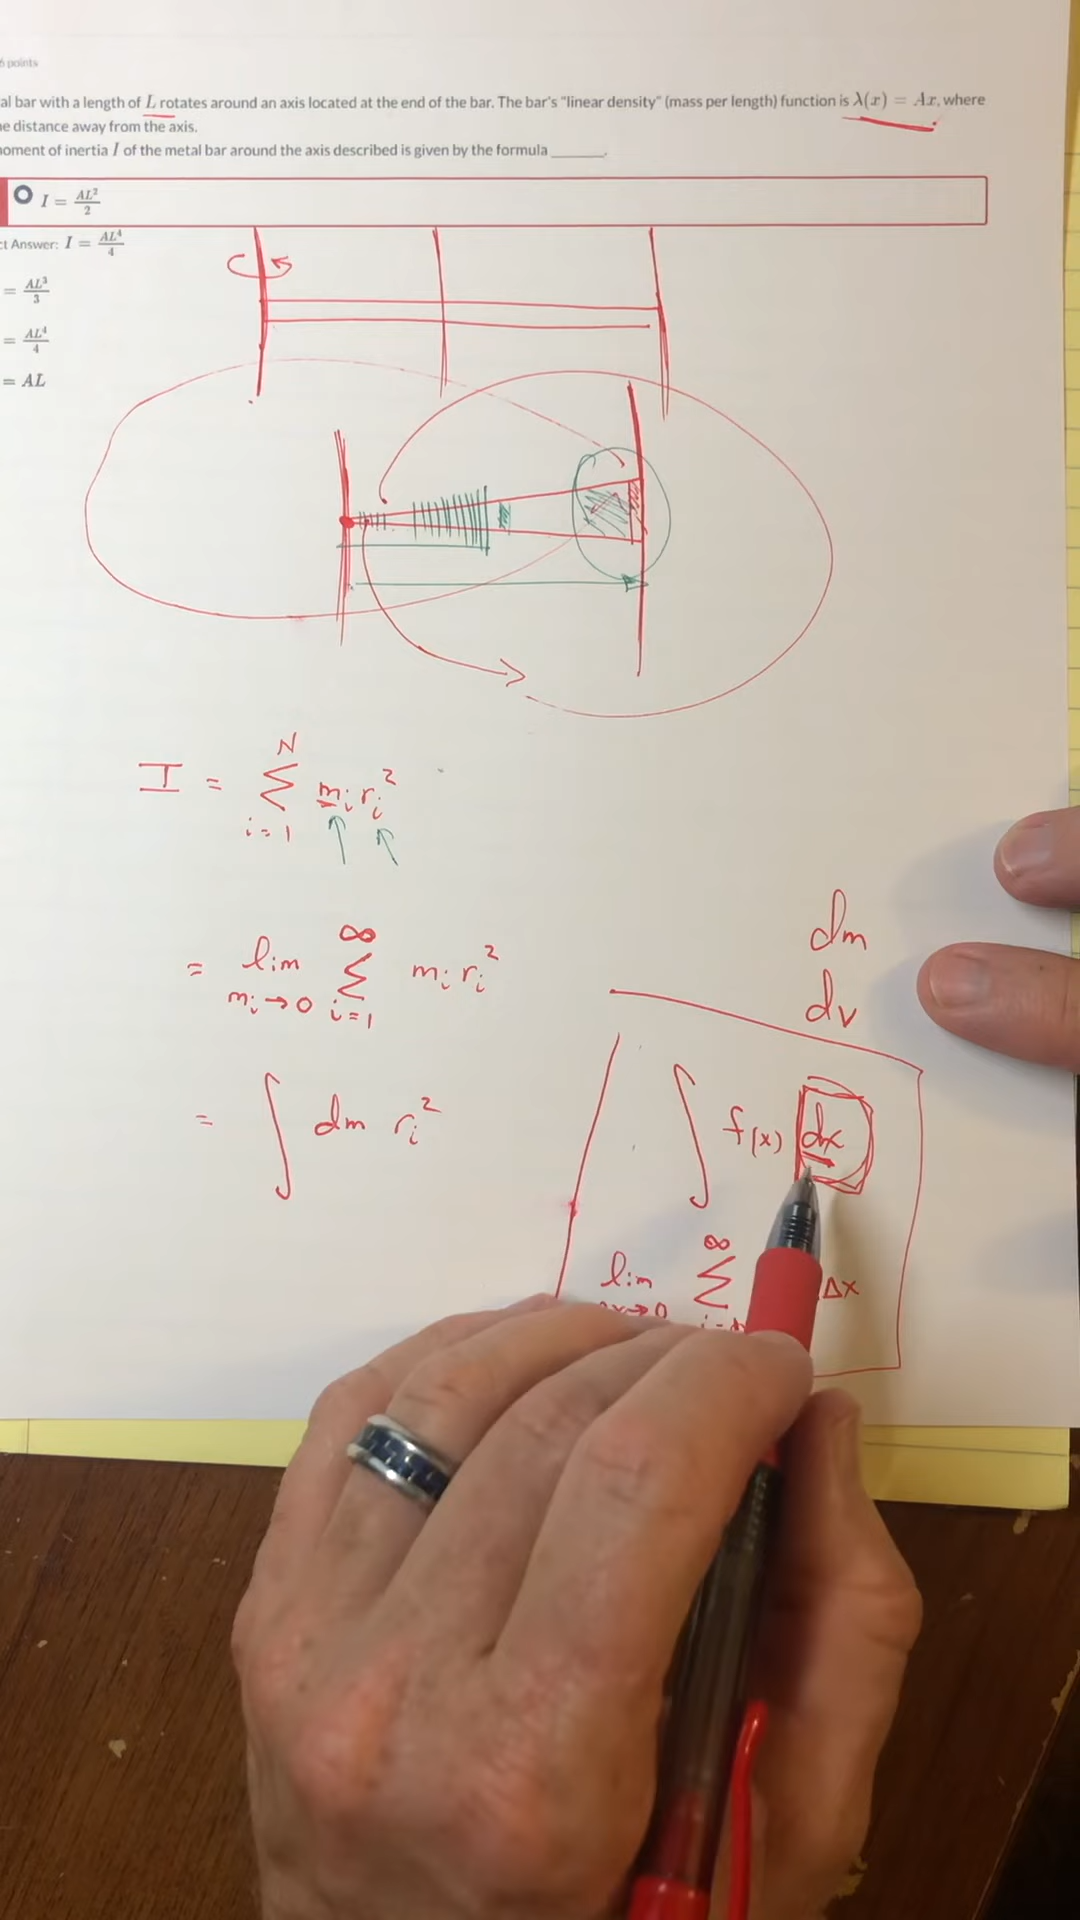 6 points
al bar with a length of L rotates around an axis located at the end of the bar. The bar's "linear density" (mass per length) function is λ(x) = Ax, where
e distance away from the axis.
oment of inertia I of the metal bar around the axis described is given by the formula ______.
I = AL²/2
ct Answer: I = AL⁴/4
= AL³/3
= AL⁴/4
= AL
I = N Σ i=1 mᵢ rᵢ²
= lim mᵢ→0 ∞ Σ i=1 mᵢ rᵢ²
= ∫ dm rᵢ²
dm
dv
∫ f(x) dx
lim ∞ Σ Δx